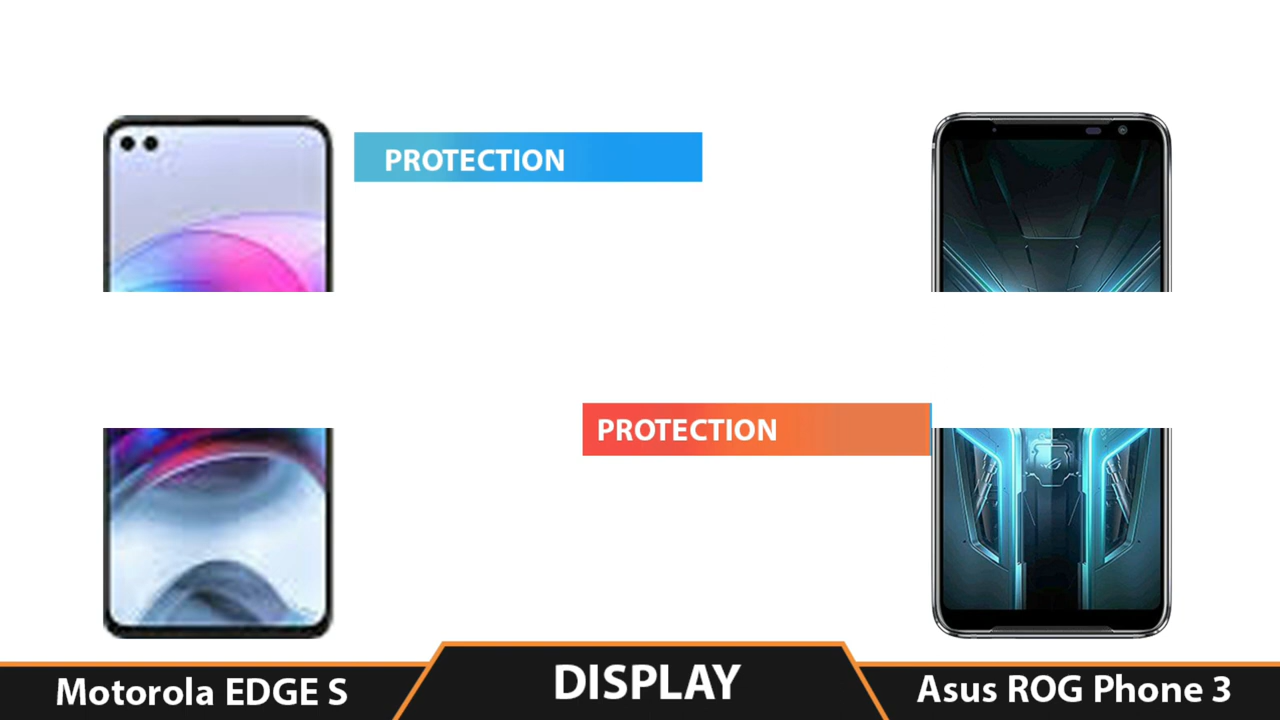 PROTECTION
PROTECTION
Motorola EDGE S
DISPLAY
Asus ROG Phone 3